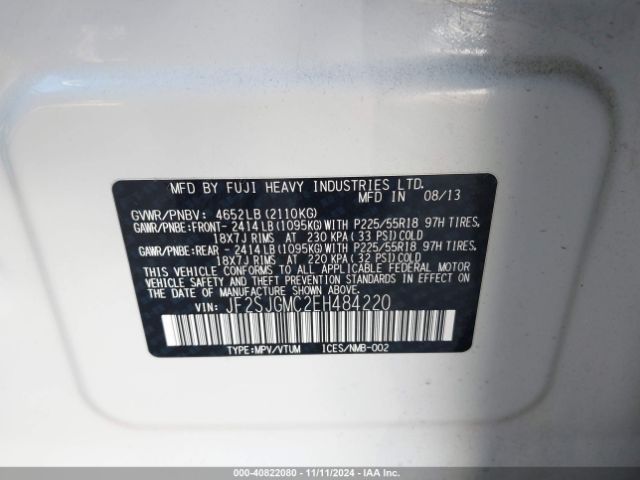 MFD BY FUJI HEAVY INDUSTRIES LTD.
MFD IN 08/13
GVWR/PNBV: 4652LB(2110KG)
GAWR/PNBE:FRONT-2414LB(1095KG)WITH P225/55R18 97H TIRES,
18X7J RIMS AT 230 KPA(33 PSI)COLD
GAWR/PNBE:REAR -2414LB(1095KG)WITH P225/55R18 97H TIRES,
18X7J RIMS AT 220 KPA(32 PSI)COLD
THIS VEHICLE CONFORMS TO ALL APPLICABLE FEDERAL MOTOR
VEHICLE SAFETY, BUMPER, AND THEFT PREVENTION STANDARDS IN EFFECT ON
THE DATE OF MANUFACTURE SHOWN ABOVE.
VIN: JF2SJGMC2EH484220
TYPE:MPV/VTUM ICES/NMB-002
000-40822080 - 11/11/2024 - Copyright © IAA, Inc.